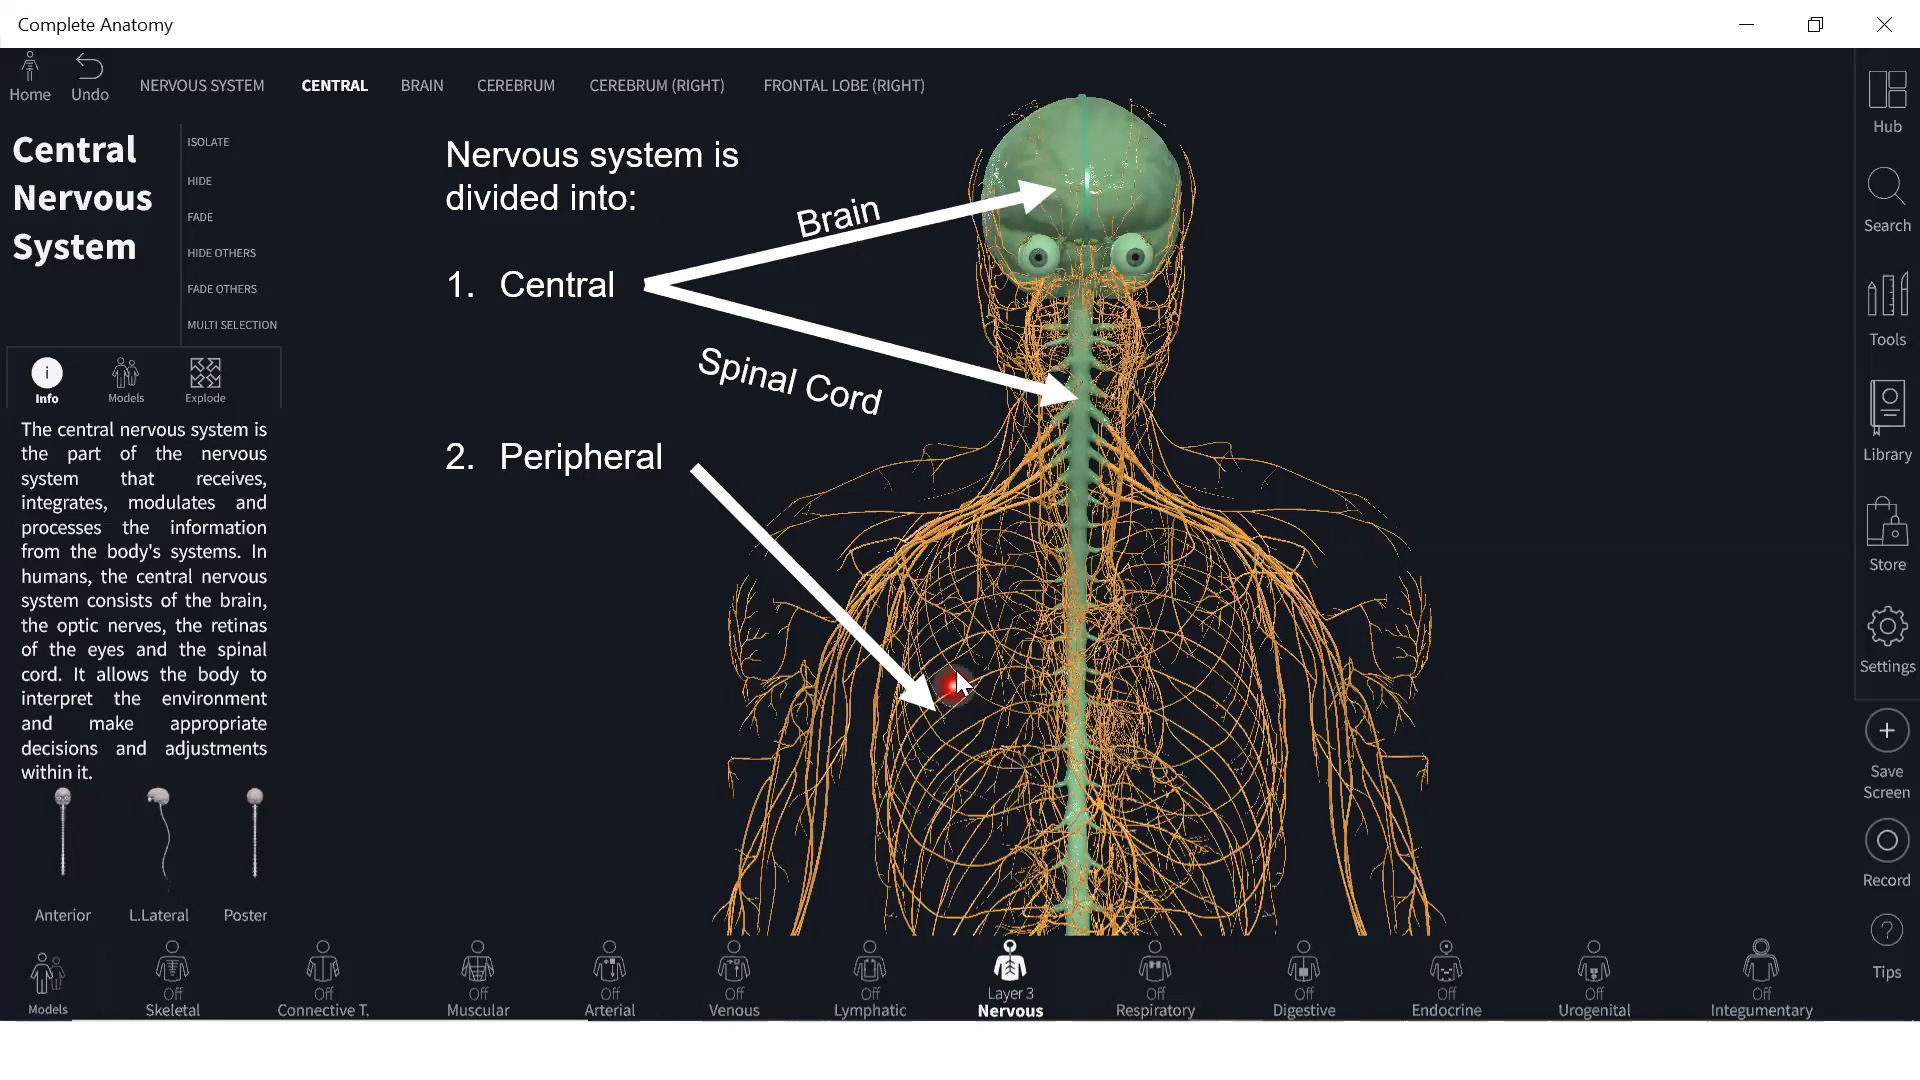 Complete Anatomy
Home
Undo
NERVOUS SYSTEM
CENTRAL
BRAIN
CEREBRUM
CEREBRUM (RIGHT)
FRONTAL LOBE (RIGHT)
Central
Nervous
System
ISOLATE
HIDE
FADE
HIDE OTHERS
FADE OTHERS
MULTI SELECTION
i
Info
Models
Explode
The central nervous system is
the part of the nervous
system that receives,
integrates, modulates and
processes the information
from the body's systems. In
humans, the central nervous
system consists of the brain,
the optic nerves, the retinas
of the eyes and the spinal
cord. It allows the body to
interpret the environment
and make appropriate
decisions and adjustments
within it.
Anterior
L.Lateral
Poster
Nervous system is
divided into:
Brain
1. Central
Spinal Cord
2. Peripheral
Hub
Search
Tools
Library
Store
Settings
Save
Screen
Record
?
Tips
Models
Off
Skeletal
Off
Connective T.
Off
Muscular
Off
Arterial
Off
Venous
Off
Lymphatic
Layer 3
Nervous
Off
Respiratory
Off
Digestive
Off
Endocrine
Off
Urogenital
Off
Integumentary